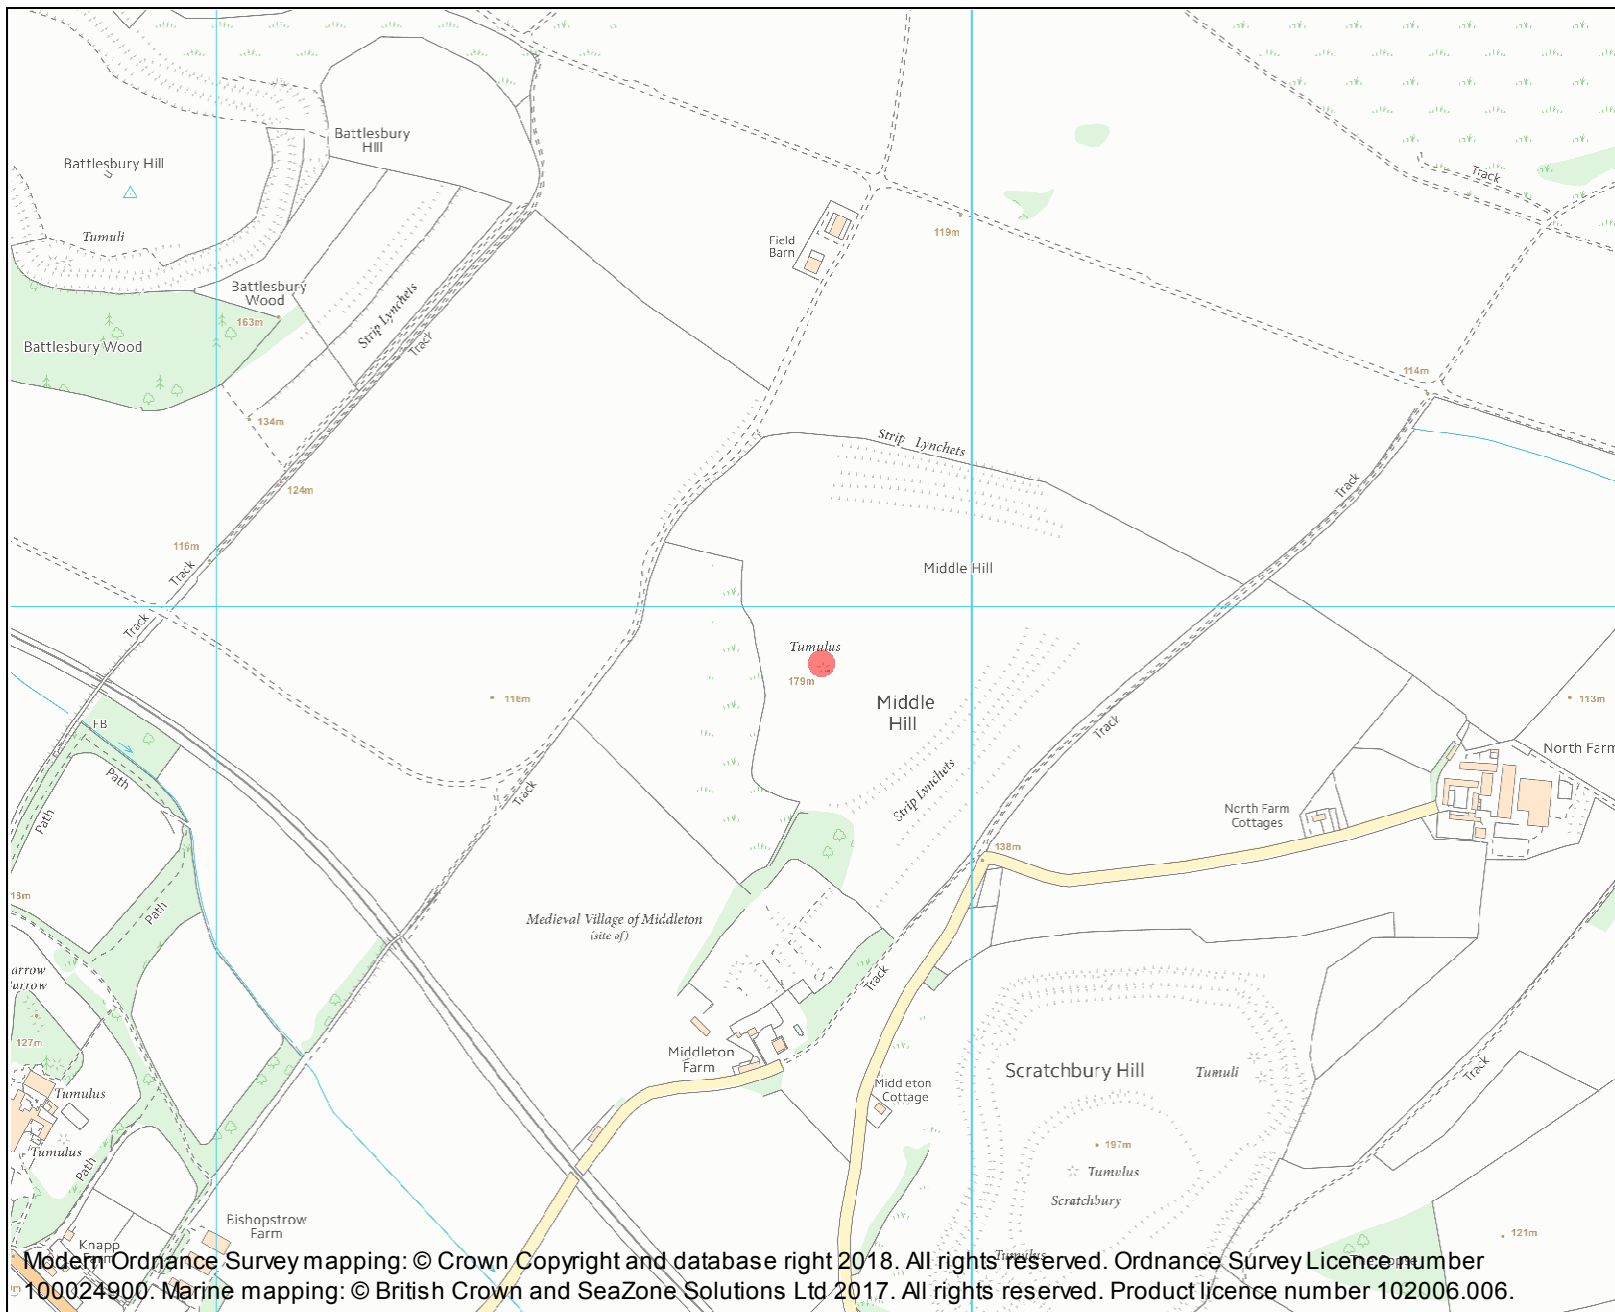 Battlesbury
Hill
Battlesbury Hill
Tumuli
Track
Field
Barn
119m
Battlesbury
Wood
163m
Battlesbury Wood
Strip Lynchets
Track
114m
134m
Strip Lynchets
124m
Track
116m
Track
Middle Hill
Track
Tumulus
179m
Middle
Hill
116m
113m
FB
Track
North Farm
Path
Track
Strip Lynchets
Path
North Farm
Cottages
138m
Path
Medieval Village of Middleton
(site of)
Track
127m
Middleton
Farm
Scratchbury Hill
Tumuli
Track
Middleton
Cottage
Tumulus
197m
Tumulus
Path
Tumulus
Scratchbury
Bishopstrow
Farm
121m
Knapp
Farm
Tumulus
The Copse
Modern Ordnance Survey mapping: © Crown Copyright and database right 2018. All rights reserved. Ordnance Survey Licence number
100024900. Marine mapping: © British Crown and SeaZone Solutions Ltd 2017. All rights reserved. Product licence number 102006.006.